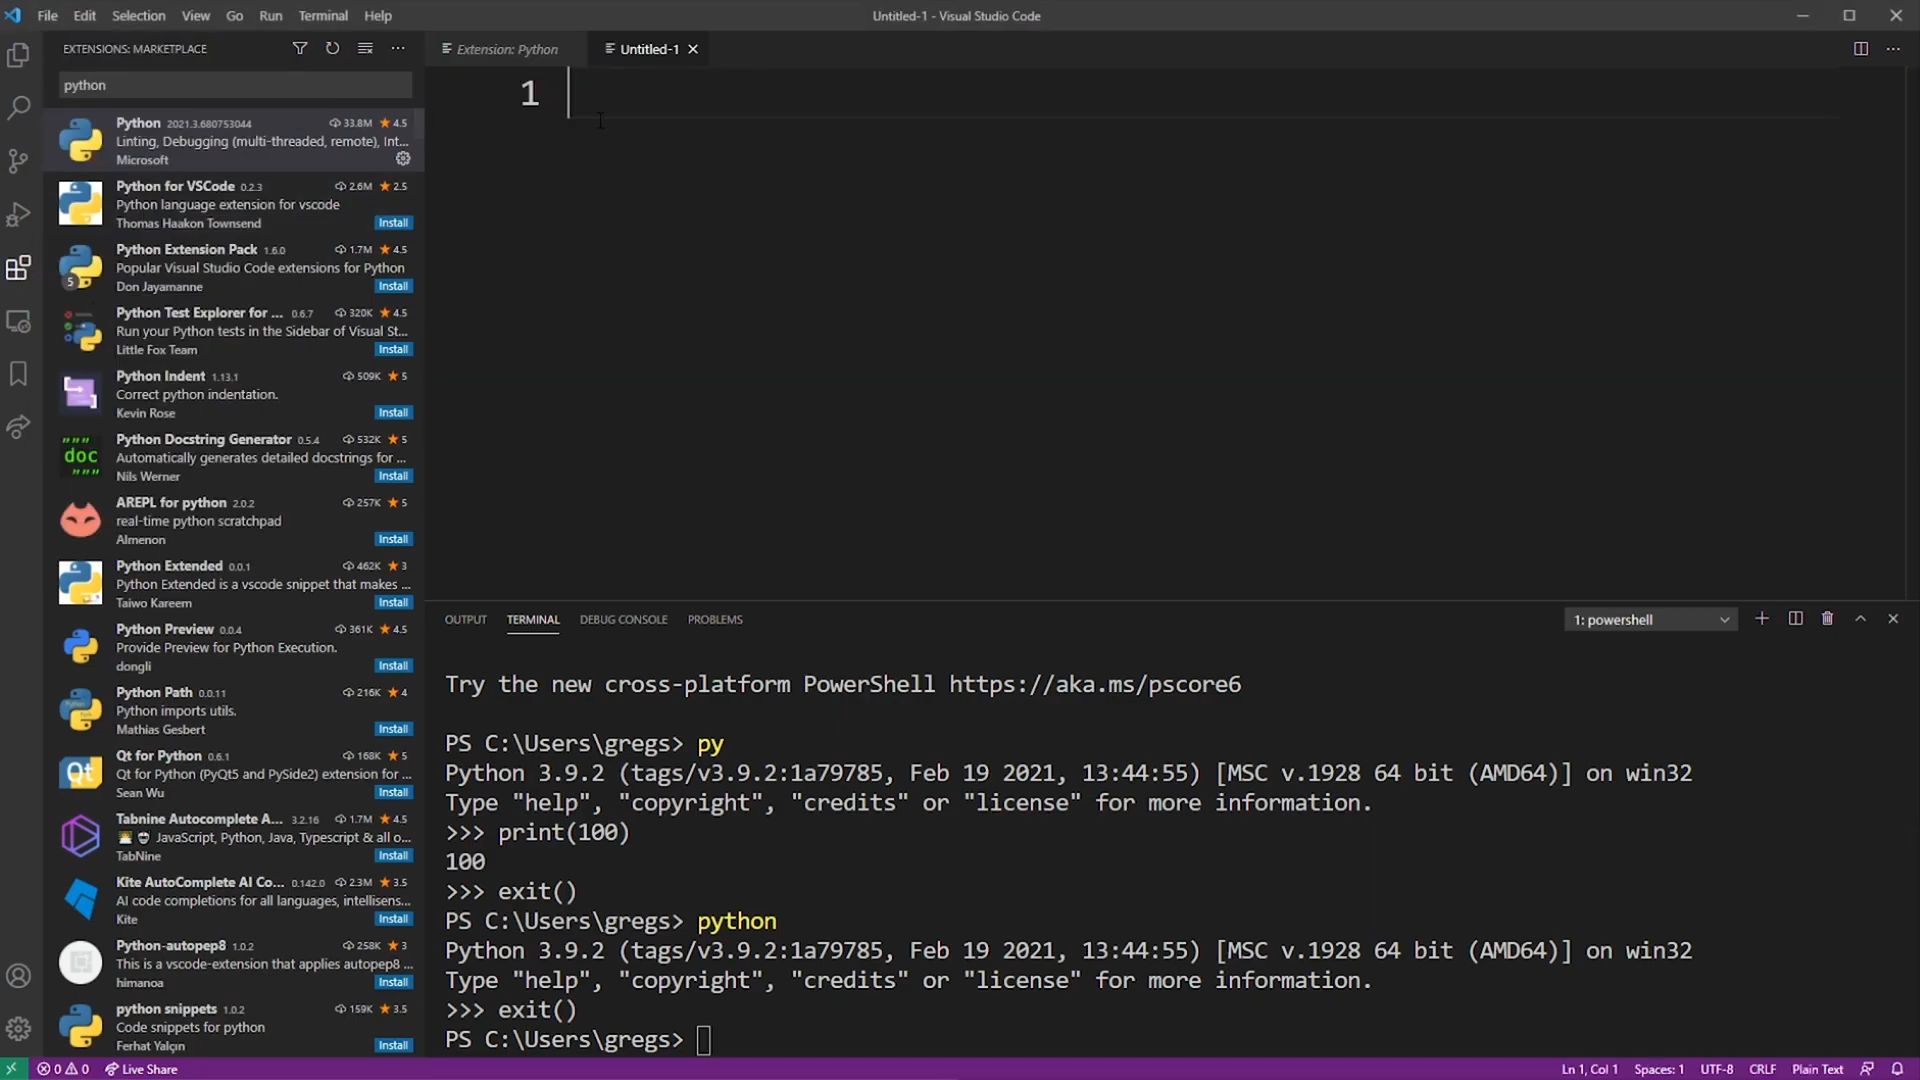 File Edit Selection View Go Run Terminal Help
Untitled-1 - Visual Studio Code
EXTENSIONS: MARKETPLACE
Extension: Python
Untitled-1
python
1
Python 2021.3.680753044 33.8M 4.5
Linting, Debugging (multi-threaded, remote), Int...
Microsoft
Python for VSCode 0.2.3 2.6M 2.5
Python language extension for vscode
Thomas Haakon Townsend Install
Python Extension Pack 1.6.0 1.7M 4.5
Popular Visual Studio Code extensions for Python
5
Don Jayamanne Install
Python Test Explorer for ... 0.6.7 320K 4.5
Run your Python tests in the Sidebar of Visual St...
Little Fox Team Install
Python Indent 1.13.1 509K 5
Correct python indentation.
Kevin Rose Install
Python Docstring Generator 0.5.4 532K 5
"""
doc
"""
Automatically generates detailed docstrings for ...
Nils Werner Install
AREPL for python 2.0.2 257K 5
real-time python scratchpad
Almenon Install
Python Extended 0.0.1 462K 3
Python Extended is a vscode snippet that makes ...
Taiwo Kareem Install
Python Preview 0.0.4 361K 4.5
Provide Preview for Python Execution.
dongli Install
Python Path 0.0.11 216K 4
Python imports utils.
Mathias Gesbert Install
Qt for Python 0.6.1 168K 5
Qt
Qt for Python (PyQt5 and PySide2) extension for ...
Sean Wu Install
Tabnine Autocomplete A... 3.2.16 1.7M 4.5
JavaScript, Python, Java, Typescript & all o...
TabNine Install
Kite AutoComplete AI Co... 0.142.0 2.3M 3.5
AI code completions for all languages, intellisens...
Kite Install
Python-autopep8 1.0.2 258K 3
This is a vscode-extension that applies autopep8 ...
himanoa Install
python snippets 1.0.2 159K 3.5
Code snippets for python
Ferhat Yalçın Install
OUTPUT TERMINAL DEBUG CONSOLE PROBLEMS
1: powershell
Try the new cross-platform PowerShell https://aka.ms/pscore6
PS C:\Users\gregs> py
Python 3.9.2 (tags/v3.9.2:1a79785, Feb 19 2021, 13:44:55) [MSC v.1928 64 bit (AMD64)] on win32
Type "help", "copyright", "credits" or "license" for more information.
>>> print(100)
100
>>> exit()
PS C:\Users\gregs> python
Python 3.9.2 (tags/v3.9.2:1a79785, Feb 19 2021, 13:44:55) [MSC v.1928 64 bit (AMD64)] on win32
Type "help", "copyright", "credits" or "license" for more information.
>>> exit()
PS C:\Users\gregs>
0 0 Live Share
Ln 1, Col 1 Spaces: 1 UTF-8 CRLF Plain Text